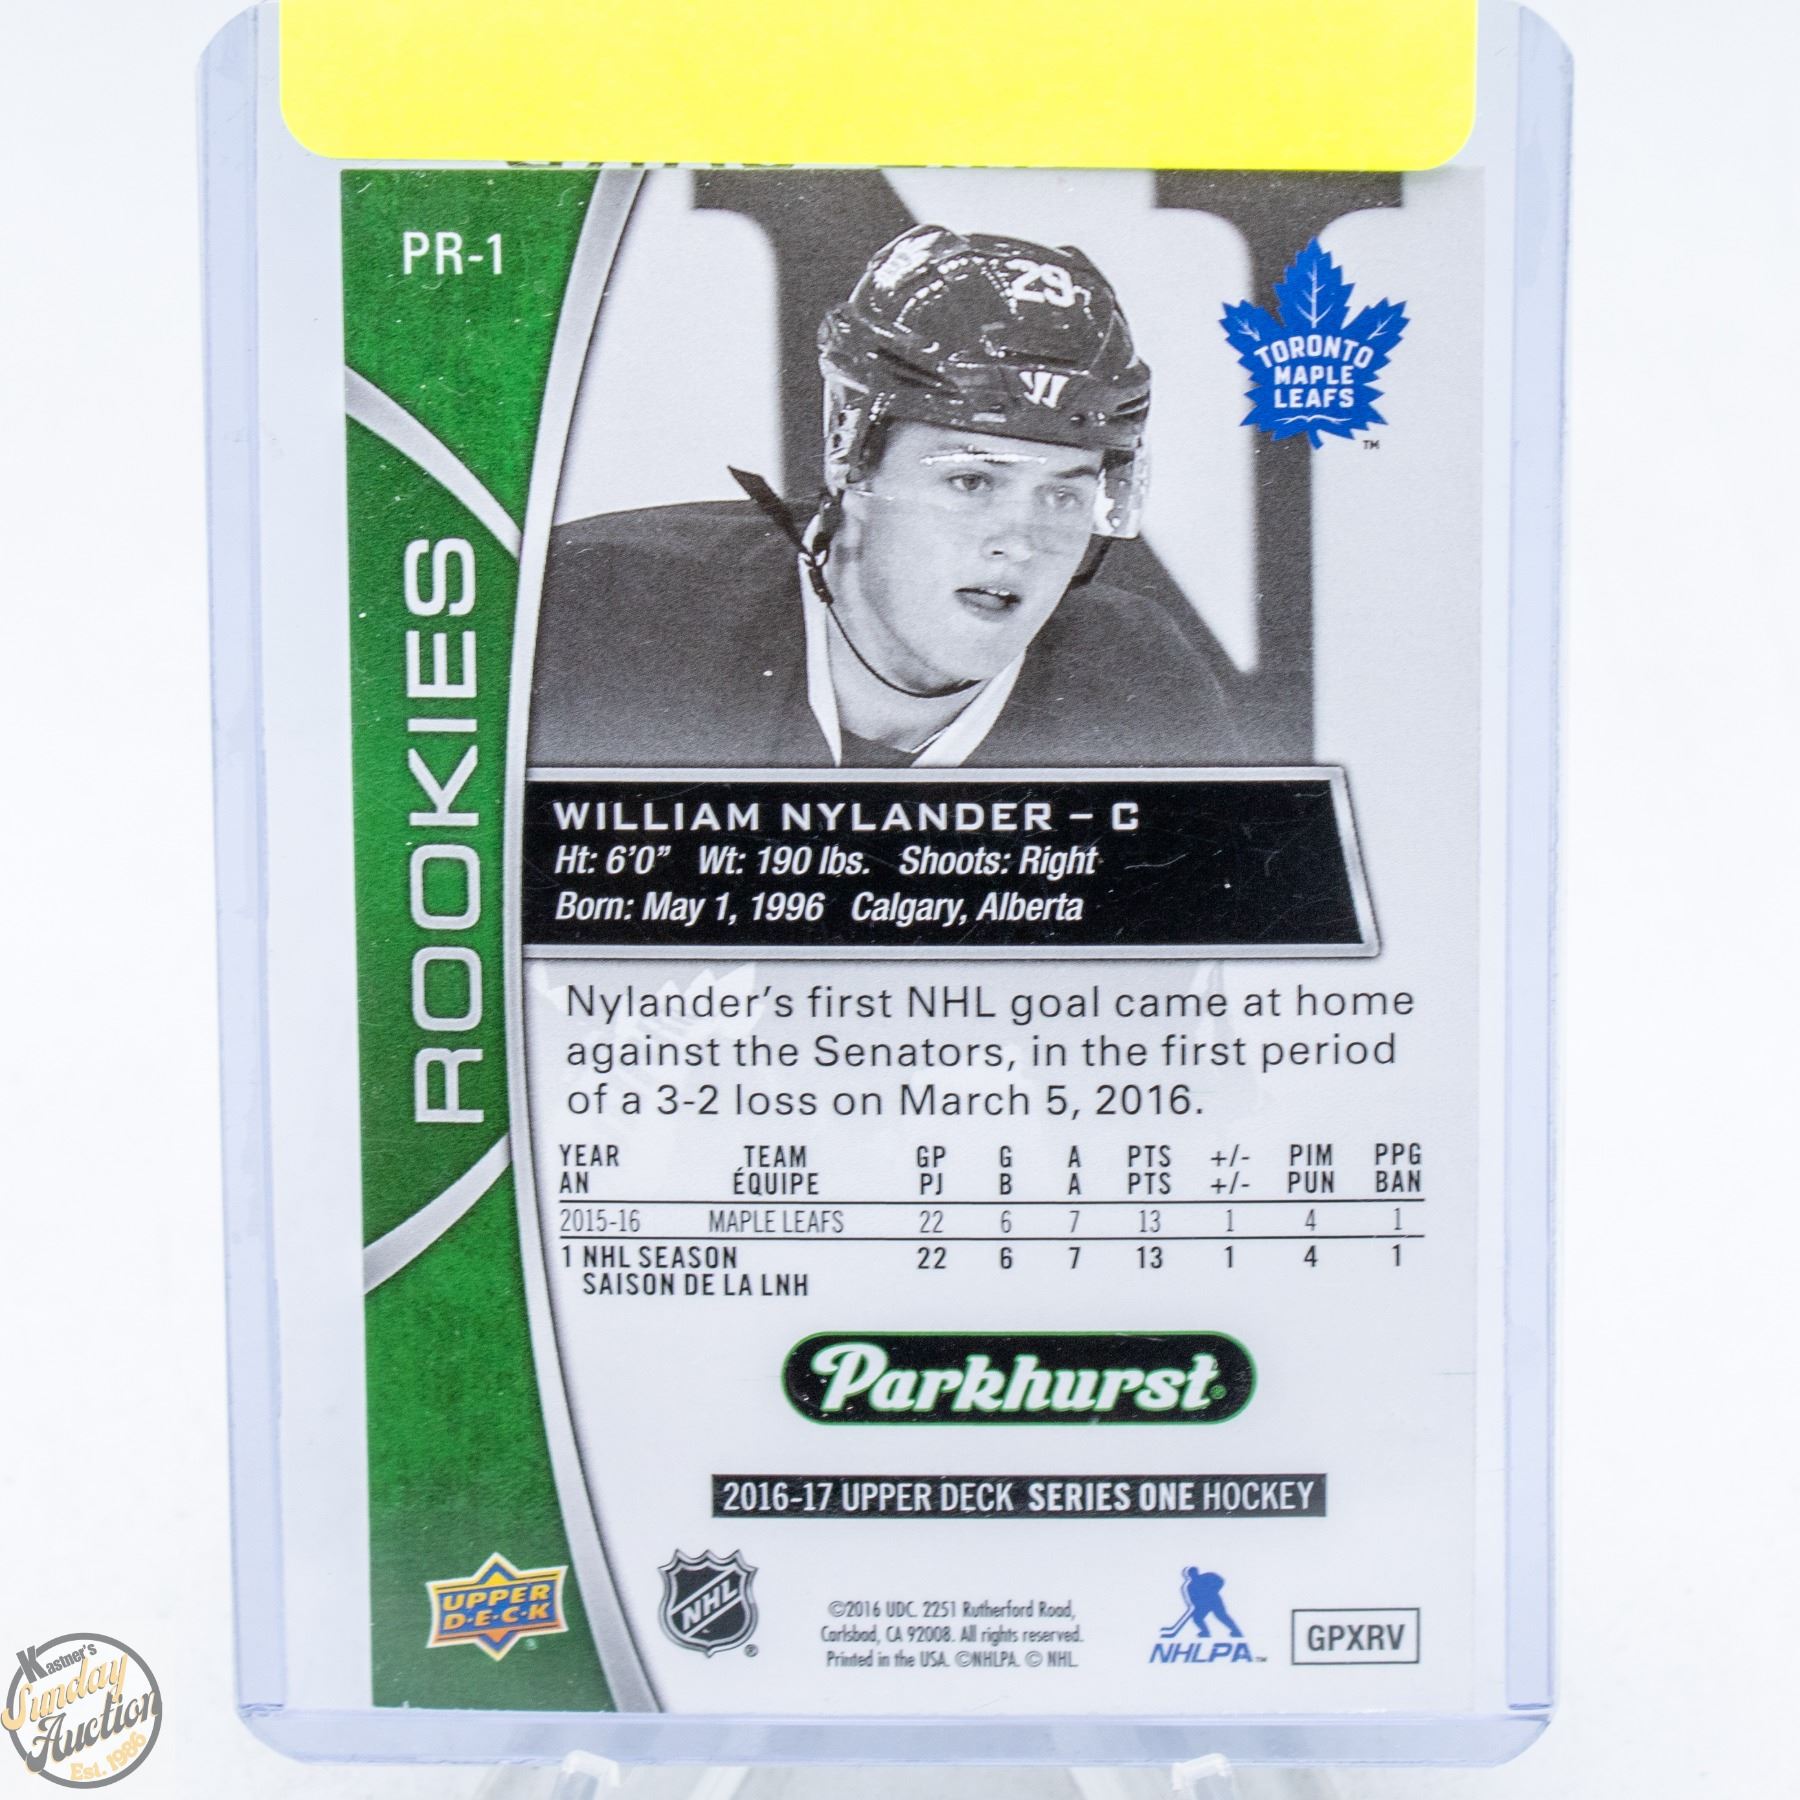 PR-1
29
TORONTO
MAPLE
LEAFS
TM
ROOKIES
WILLIAM NYLANDER – C
Ht: 6'0" Wt: 190 lbs. Shoots: Right
Born: May 1, 1996 Calgary, Alberta
Nylander's first NHL goal came at home
against the Senators, in the first period
of a 3-2 loss on March 5, 2016.
YEAR TEAM GP G A PTS +/- PIM PPG
AN ÉQUIPE PJ B A PTS +/- PUN BAN
2015-16 MAPLE LEAFS 22 6 7 13 1 4 1
1 NHL SEASON 22 6 7 13 1 4 1
SAISON DE LA LNH
Parkhurst®
2016-17 UPPER DECK SERIES ONE HOCKEY
UPPER
D·E·C·K
NHL
®
©2016 UDC. 2251 Rutherford Road,
Carlsbad, CA 92008. All rights reserved.
Printed in the USA. ©NHLPA. © NHL.
NHLPA™
GPXRV
Kastner's
Sunday
Auction
Est. 1986